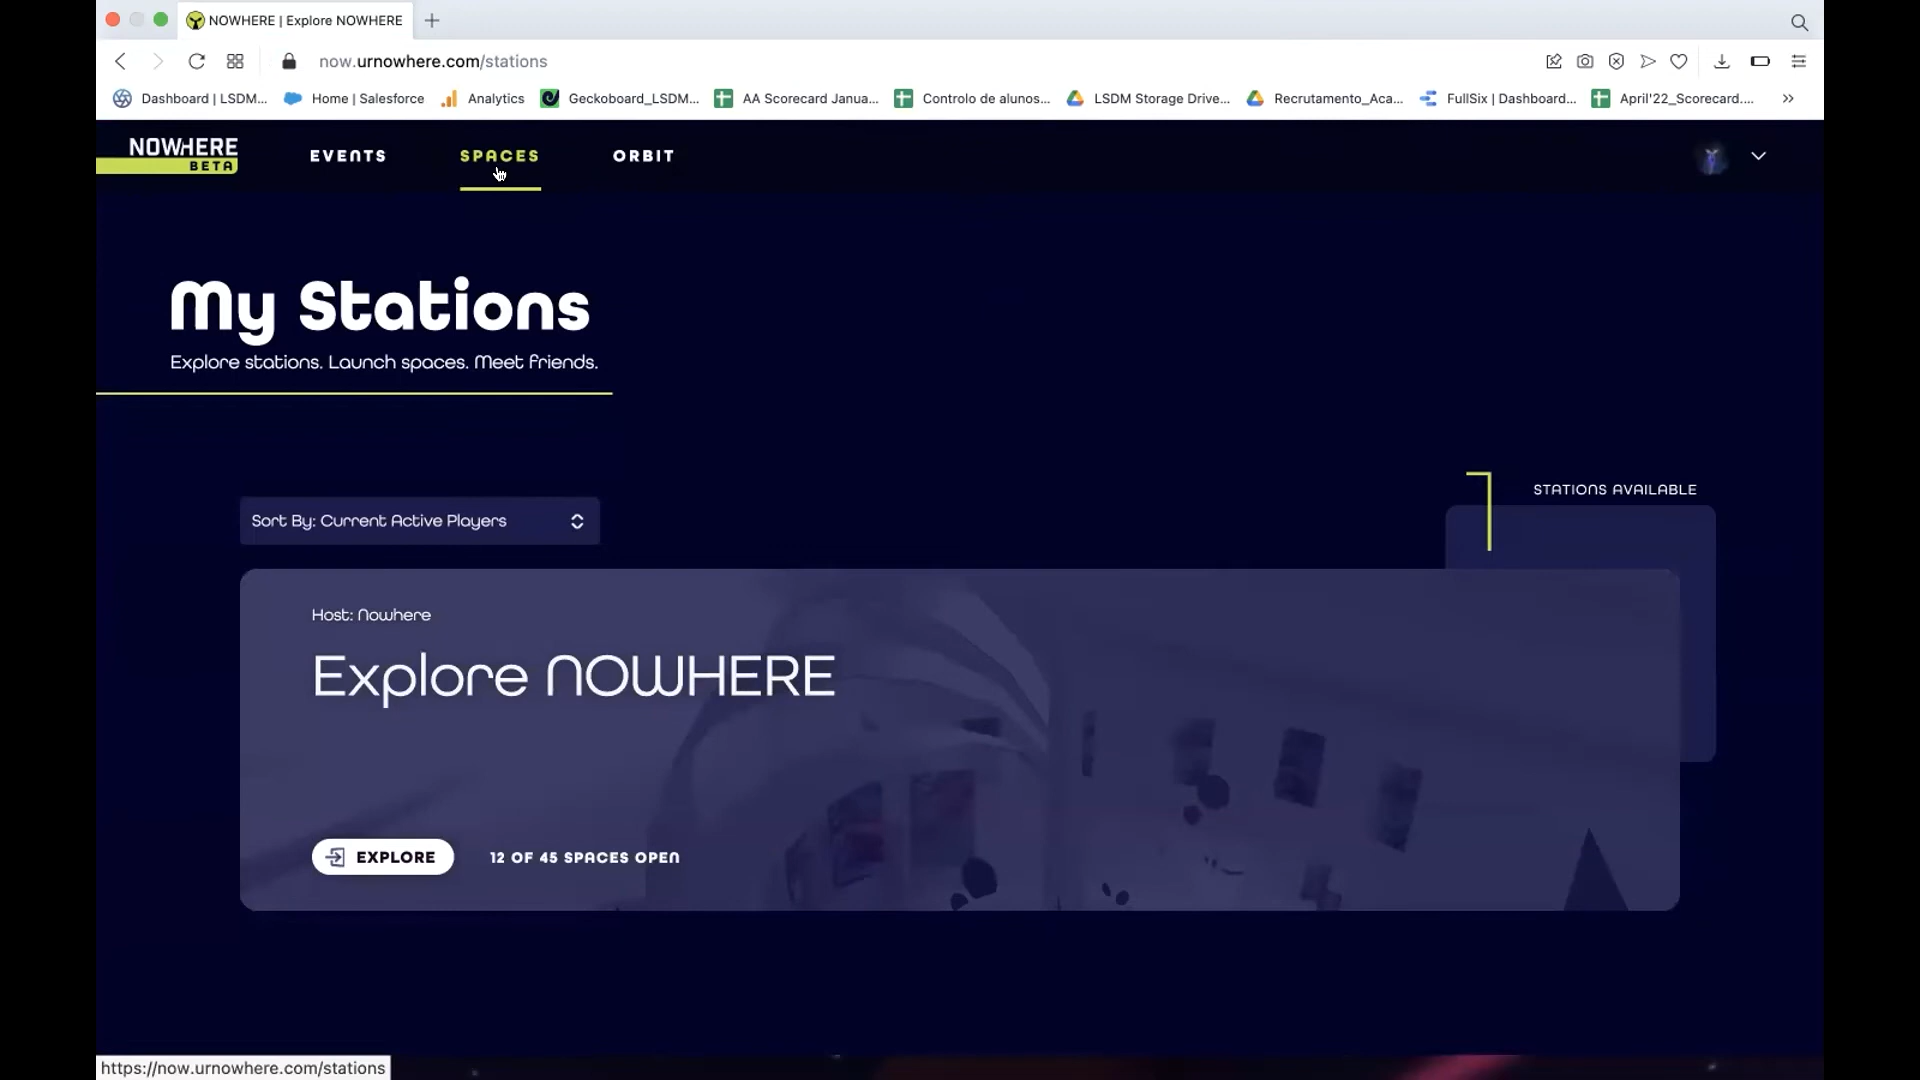 NOWHERE | Explore NOWHERE
now.urnowhere.com/stations
Dashboard | LSDM...
Home | Salesforce
Analytics
Geckoboard_LSDM...
AA Scorecard Janua...
Controlo de alunos...
LSDM Storage Drive...
Recrutamento_Aca...
FullSix | Dashboard...
April'22_Scorecard....
NOWHERE
BETA
EVENTS
SPACES
ORBIT
My Stations
Explore stations. Launch spaces. Meet friends.
STATIONS AVAILABLE
Sort By: Current Active Players
Host: Nowhere
Explore NOWHERE
EXPLORE
12 OF 45 SPACES OPEN
https://now.urnowhere.com/stations